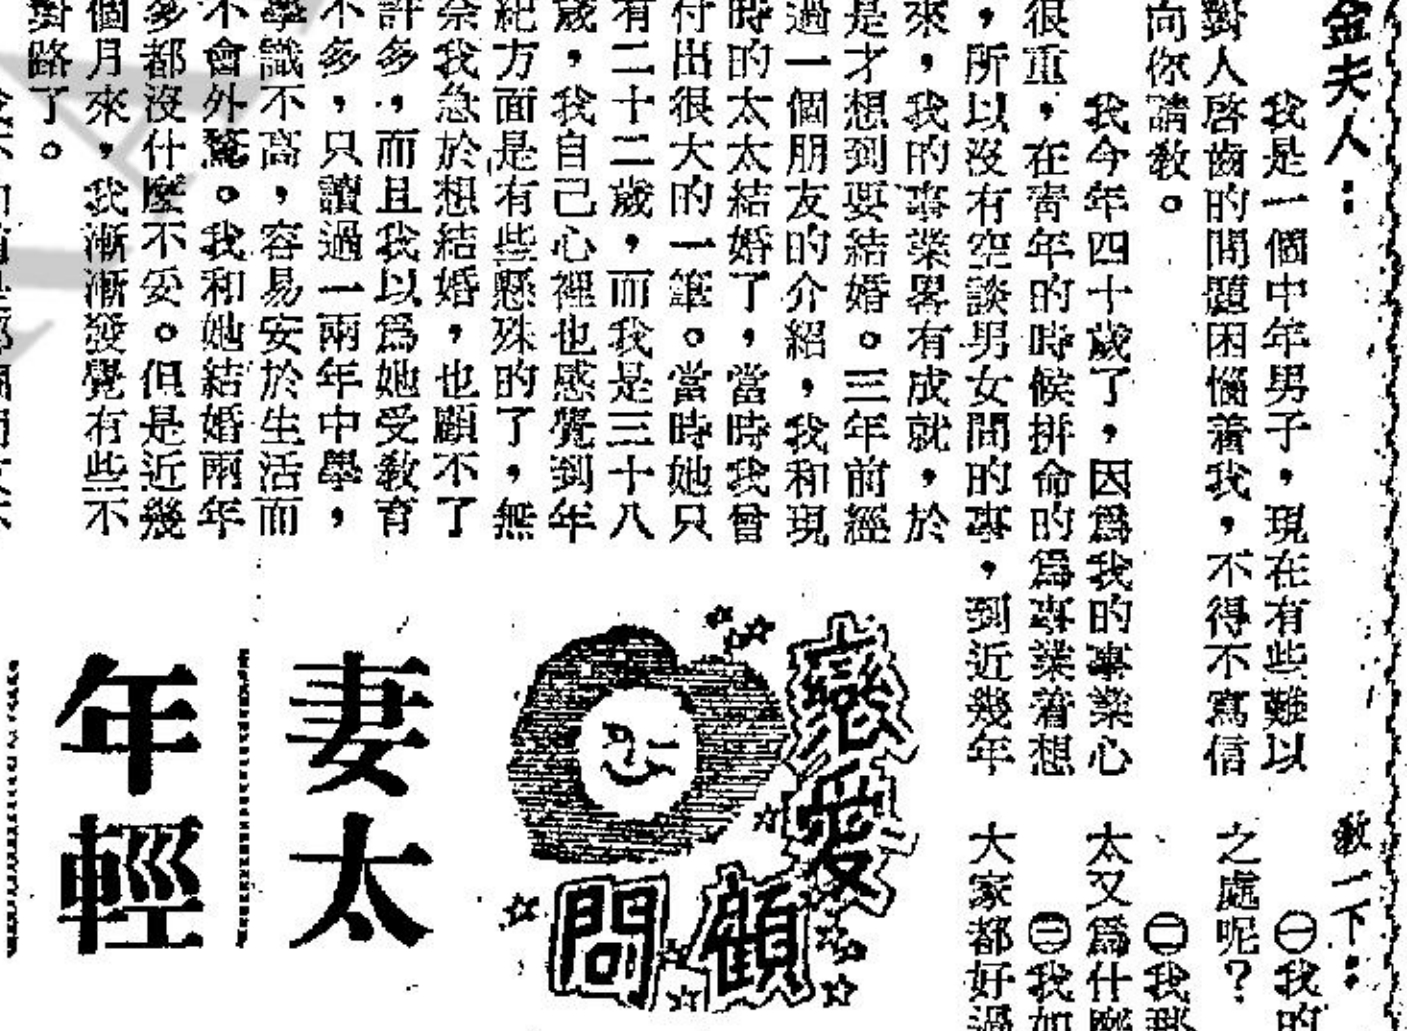 金夫人：
我是一個中年男子，現在有些難以
對人啓齒的問題困惱着我，不得不寫信
向你請教。
我今年四十歲了，因爲我的事業心
很重，在靑年的時候拼命的爲事業着想
，所以沒有空談男女間的事，到近幾年
來，我的事業畧有成就，於
是才想到要結婚。三年前經
過一個朋友的介紹，我和現
時的太太結婚了，當時我曾
付出很大的一筆。當時她只
有二十二歲，而我是三十八
歲，我自己心裡也感覺到年
紀方面是有些懸殊的了，無
奈我急於想結婚，也顧不了
許多，而且我以爲她受敎育
不多，只讀過一兩年中學，
學識不高，容易安於生活而
不會外騖。我和她結婚兩年
多都沒什麼不妥。但是近幾
個月來，我漸漸發覺有些不
對路了。
戀愛
顧問
妻太
年輕
教一下：
㊀我的
之處呢？
㊁我
太又爲什麼
㊂我如
大家都好過